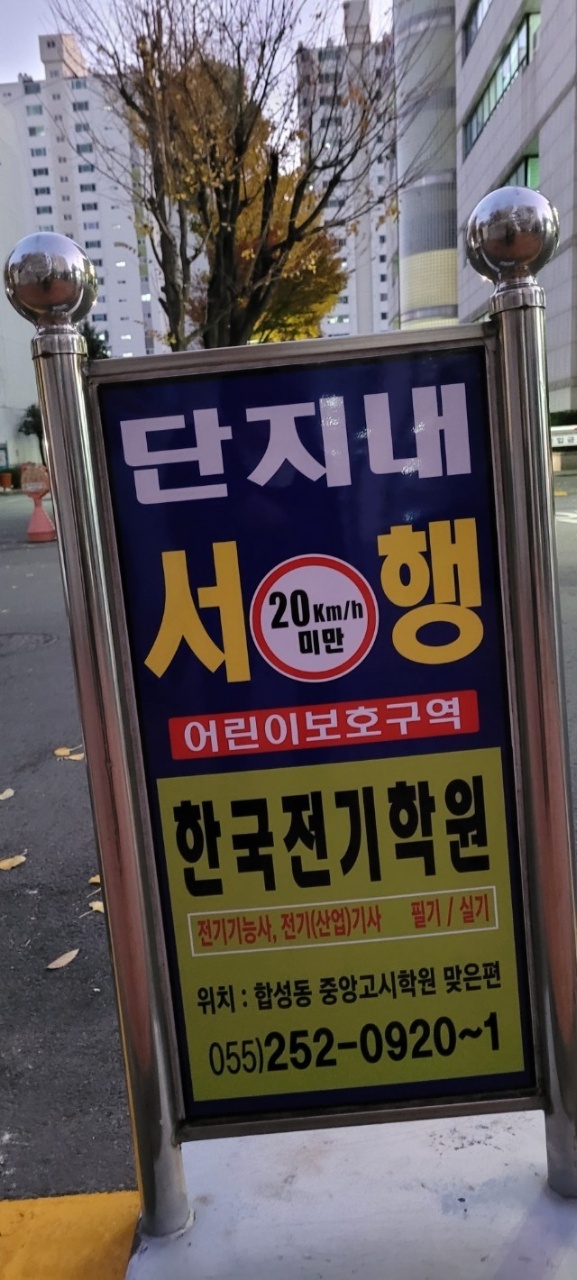 단지내
서 20Km/h 미만 행
어린이보호구역
한국전기학원
전기기능사, 전기(산업)기사 필기 / 실기
위치 : 합성동 중앙고시학원 맞은편
055)252-0920~1